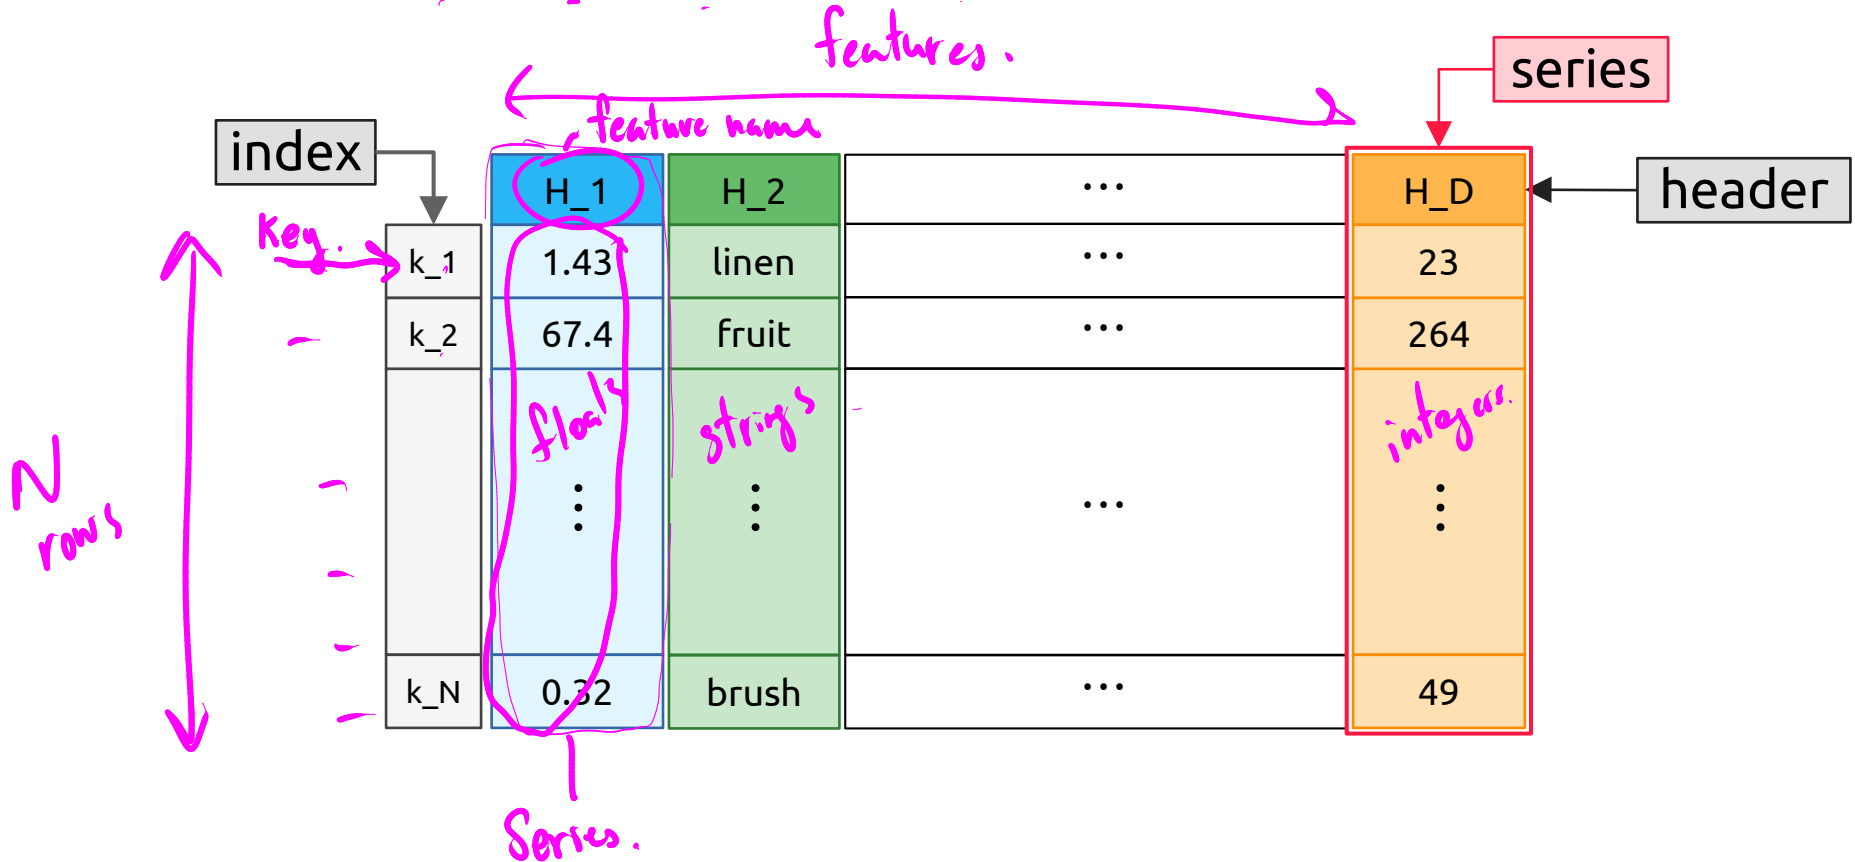 features.
series
feature name
index
H_1 H_2 ... H_D
header
Key.
k_1 1.43 linen ... 23
k_2 67.4 fruit ... 264
floats strings integers.
N
rows
⋮ ⋮ ... ⋮
k_N 0.32 brush ... 49
Series.